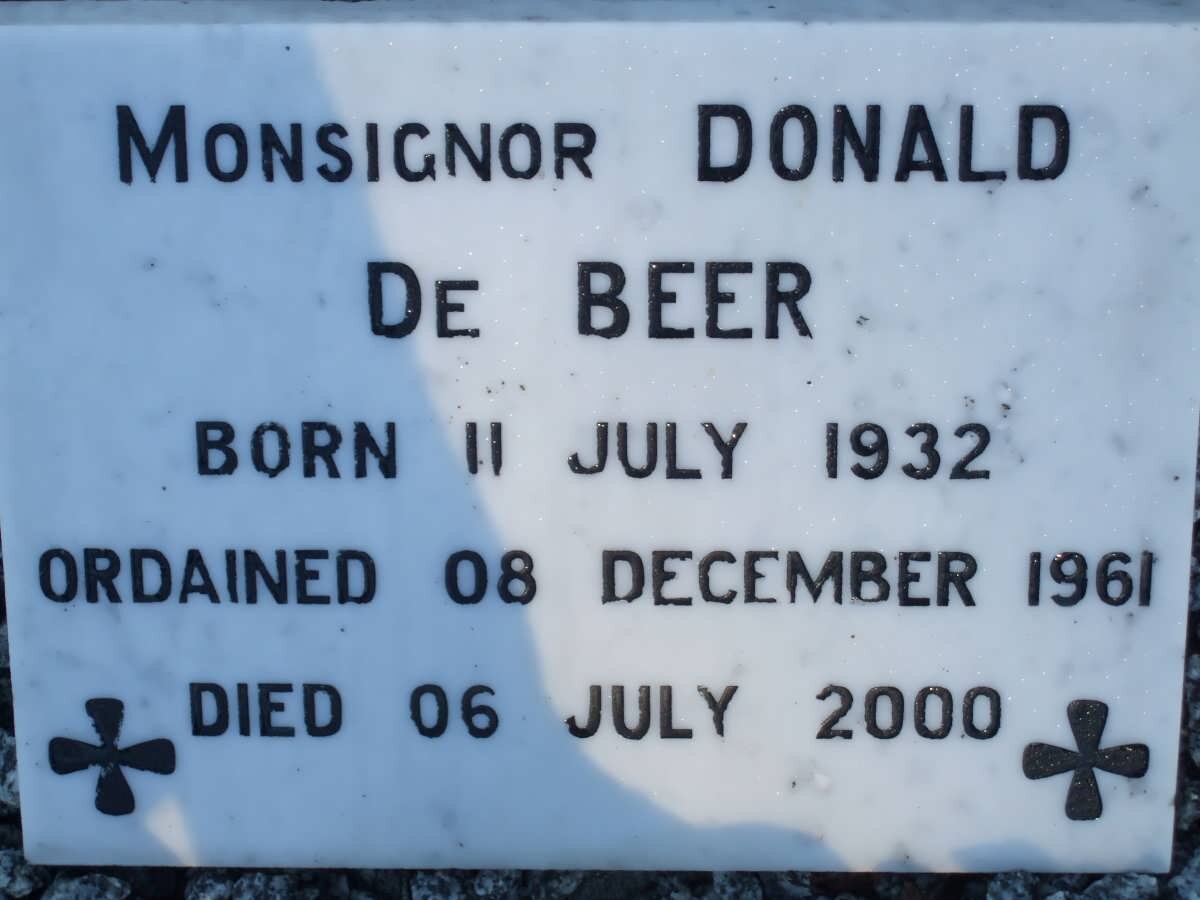 Monsignor DONALD
De BEER
BORN 11 JULY 1932
ORDAINED 08 DECEMBER 1961
DIED 06 JULY 2000